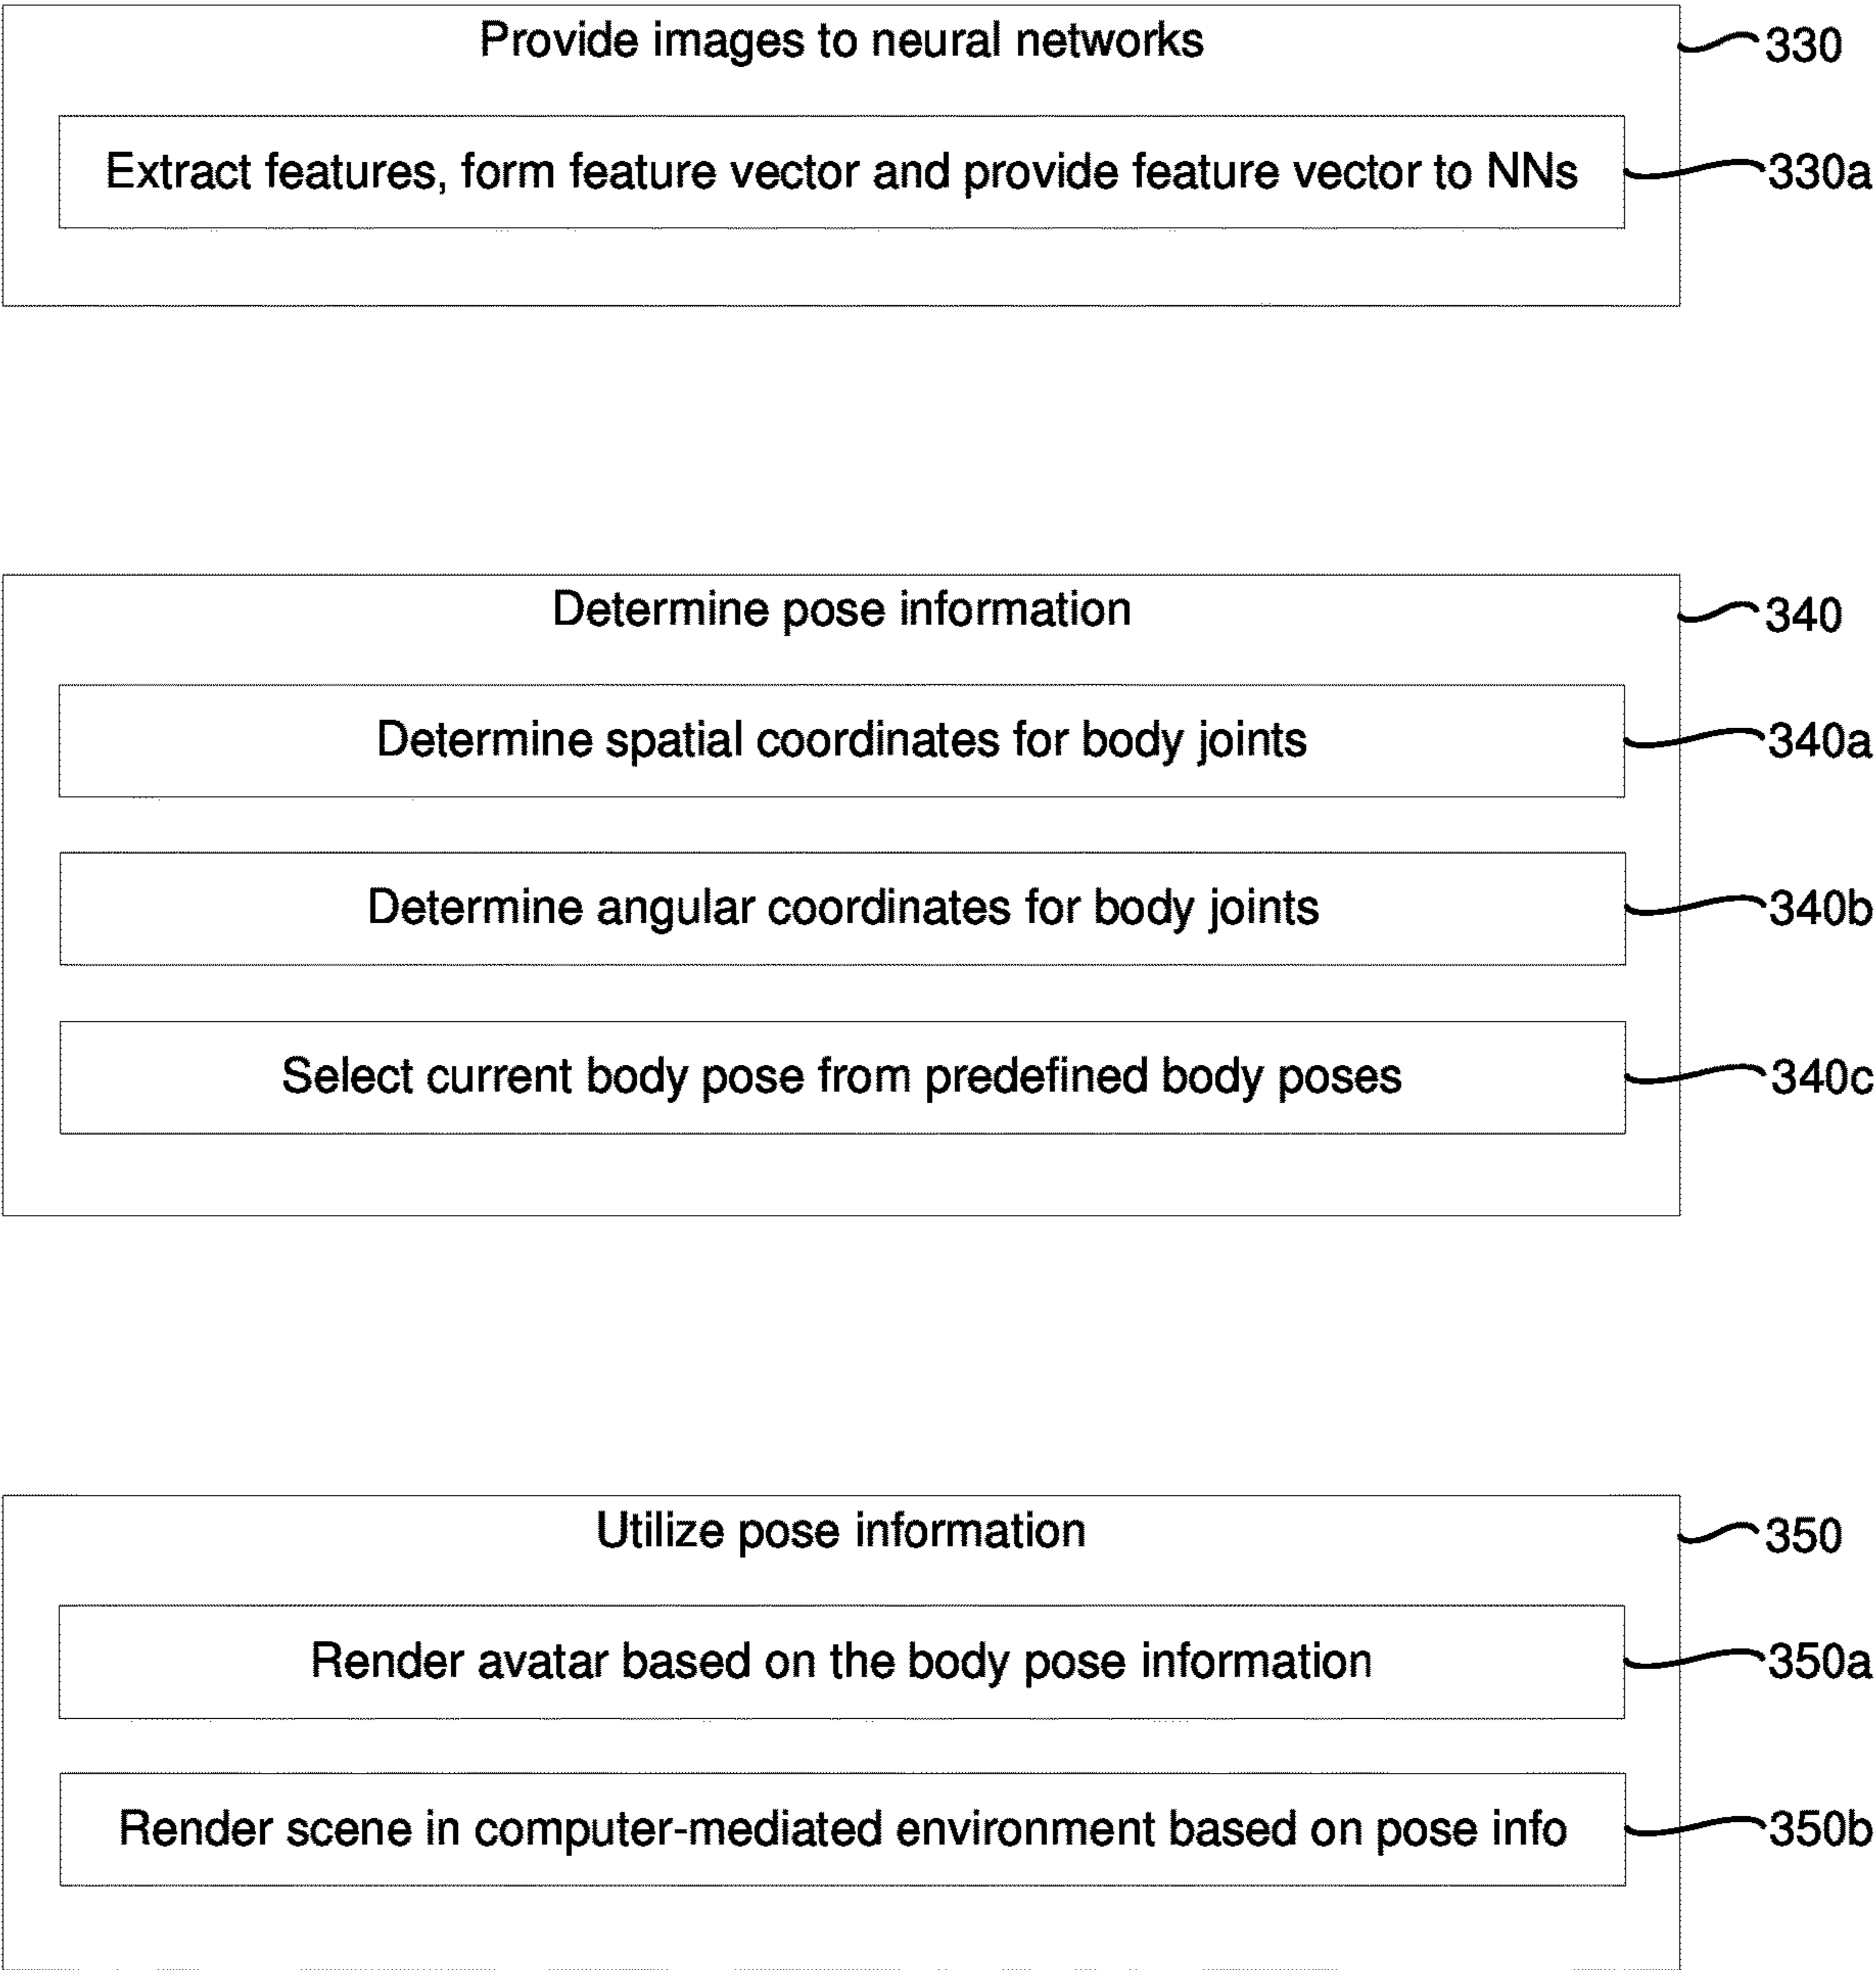 Provide images to neural networks 330
Extract features, form feature vector and provide feature vector to NNs 330a
Determine pose information 340
Determine spatial coordinates for body joints 340a
Determine angular coordinates for body joints 340b
Select current body pose from predefined body poses 340c
Utilize pose information 350
Render avatar based on the body pose information 350a
Render scene in computer-mediated environment based on pose info 350b